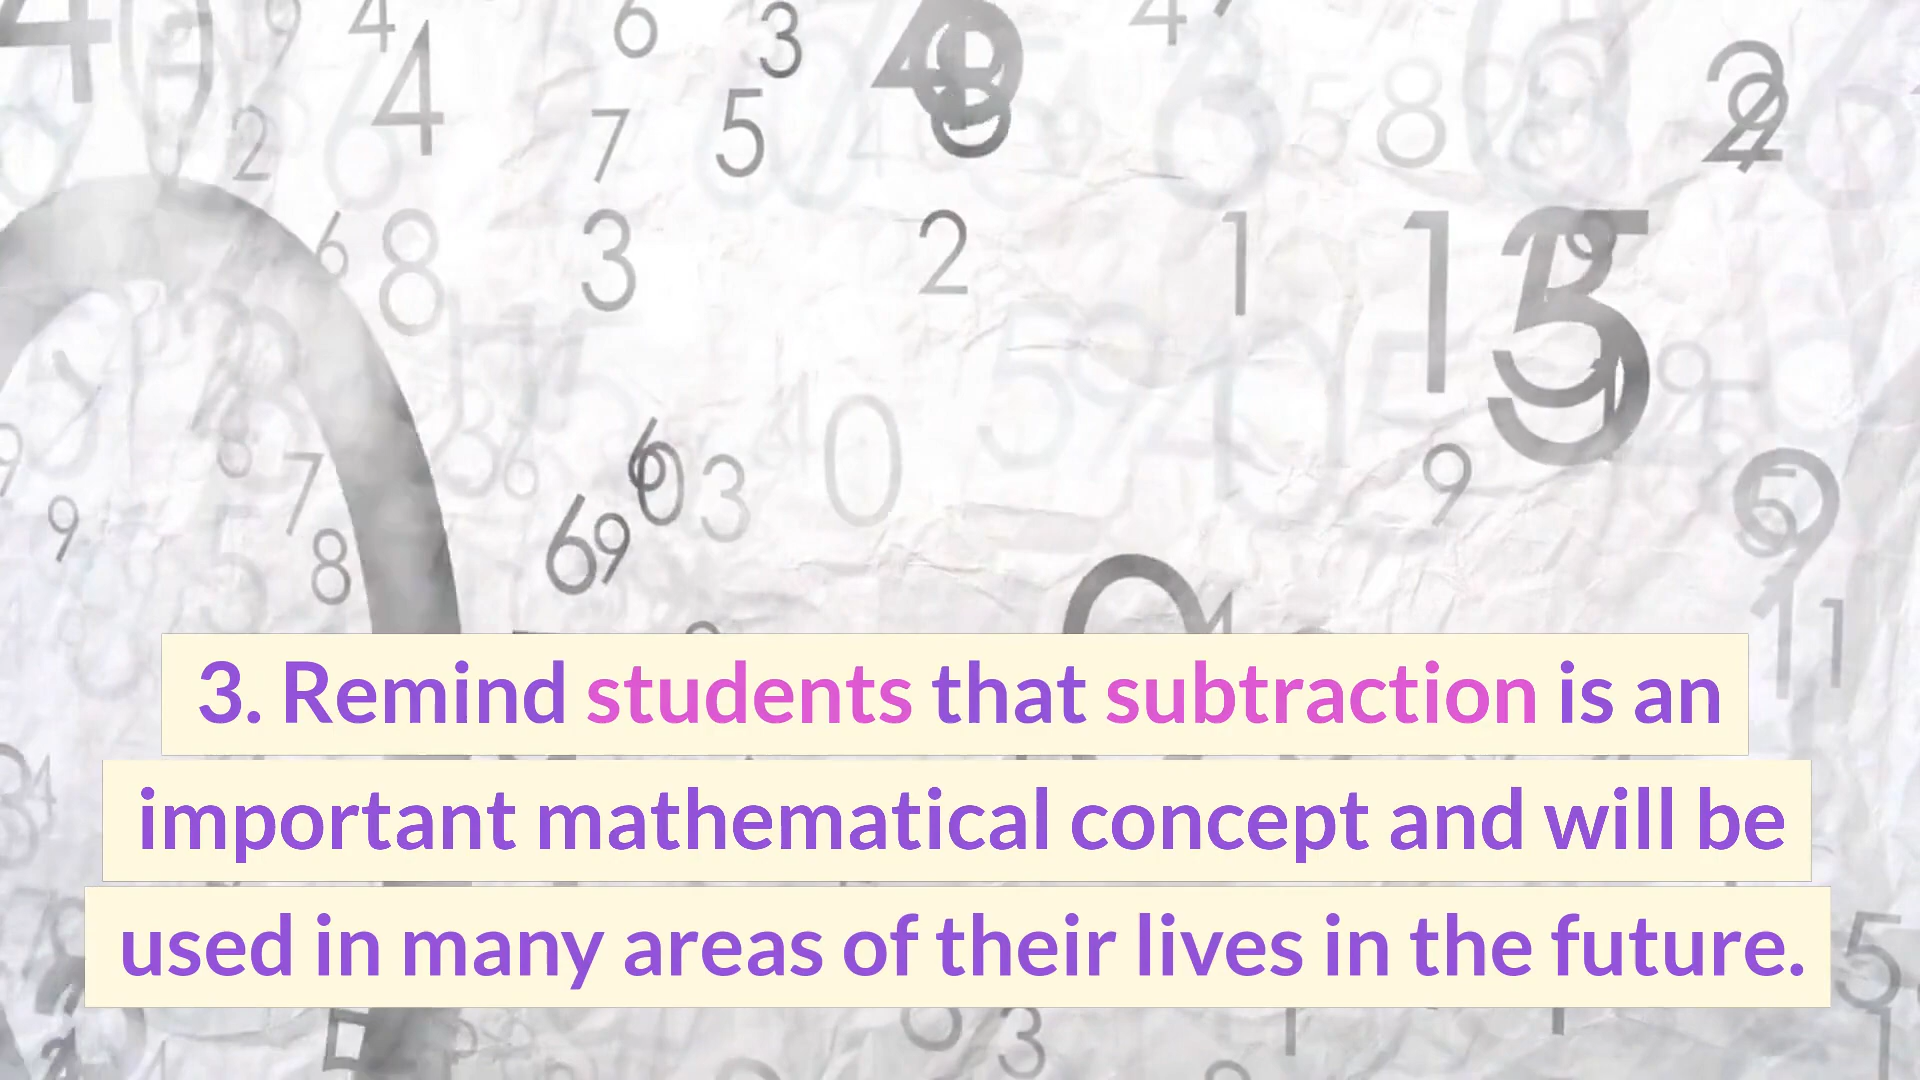 3. Remind students that subtraction is an
important mathematical concept and will be
used in many areas of their lives in the future.